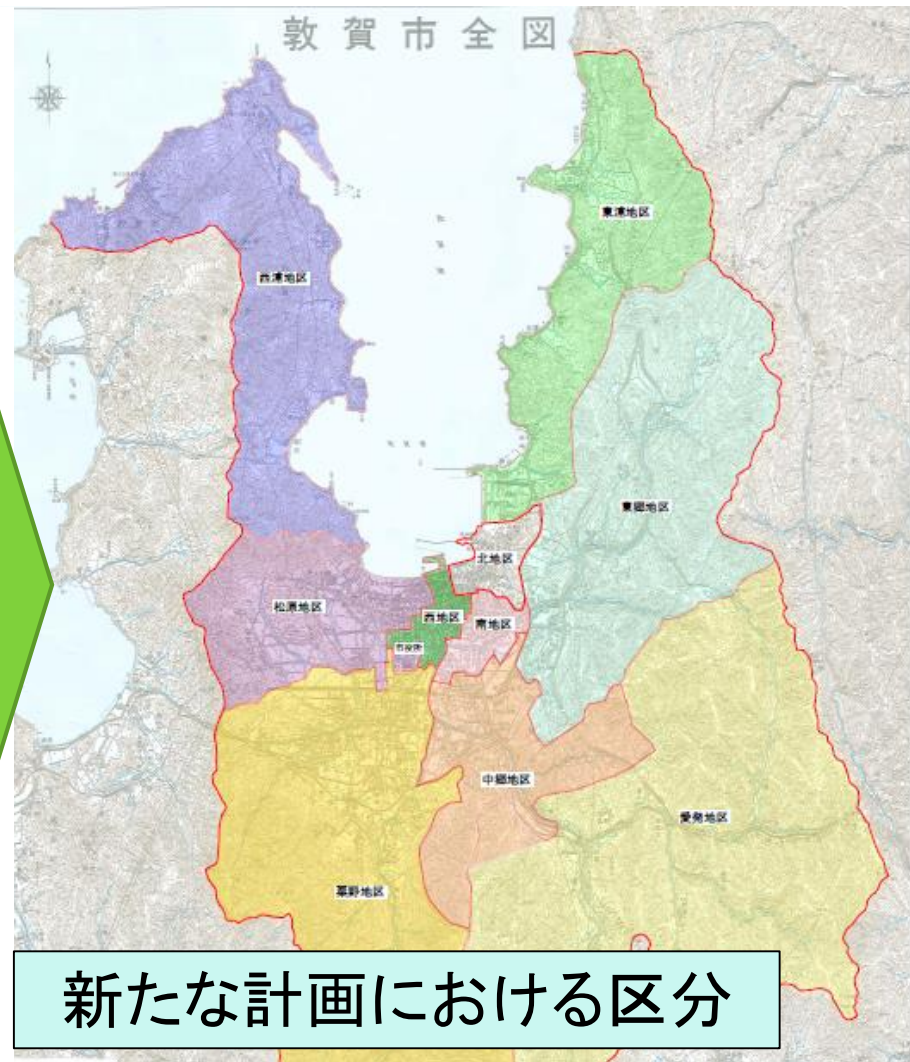 敦賀市全図
東浦地区
西浦地区
東郷地区
北地区
松原地区
西地区
南地区
市役所
中郷地区
愛発地区
粟野地区
新たな計画における区分